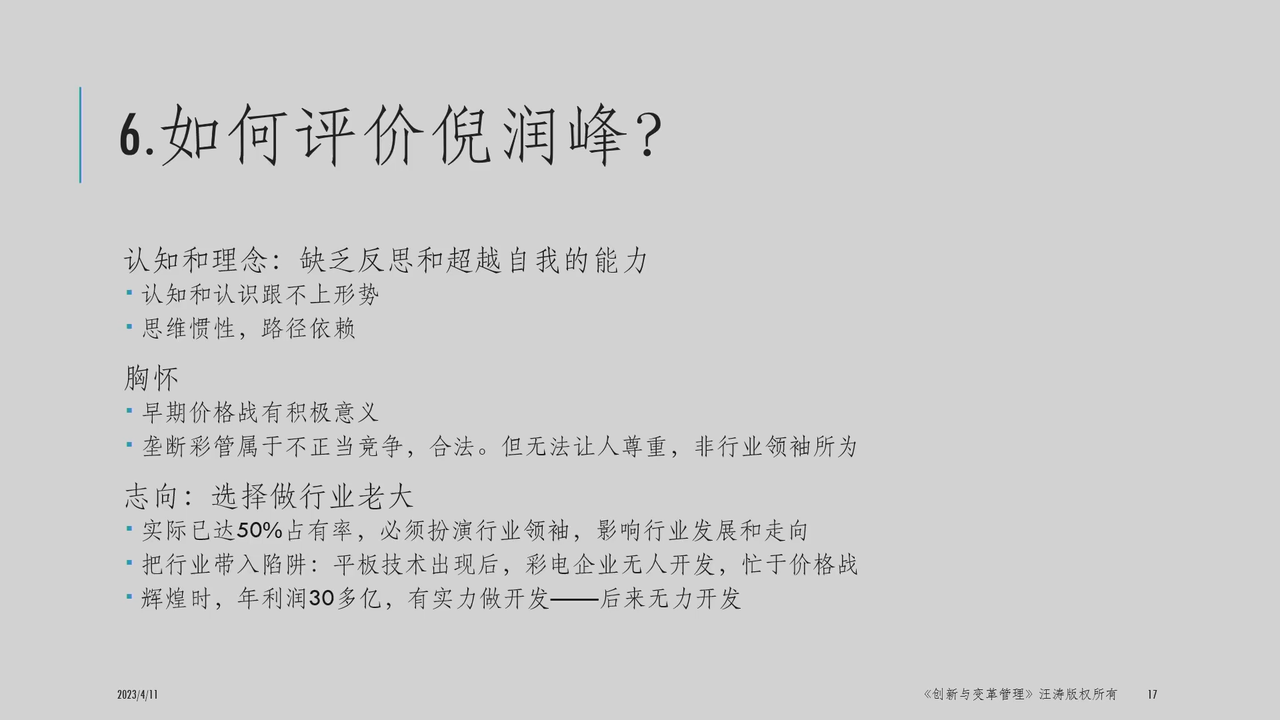 6.如何评价倪润峰?
认知和理念：缺乏反思和超越自我的能力
▪ 认知和认识跟不上形势
▪ 思维惯性，路径依赖
胸怀
▪ 早期价格战有积极意义
▪ 垄断彩管属于不正当竞争，合法。但无法让人尊重，非行业领袖所为
志向：选择做行业老大
▪ 实际已达50%占有率，必须扮演行业领袖，影响行业发展和走向
▪ 把行业带入陷阱：平板技术出现后，彩电企业无人开发，忙于价格战
▪ 辉煌时，年利润30多亿，有实力做开发——后来无力开发
2023/4/11
《创新与变革管理》汪涛版权所有
17